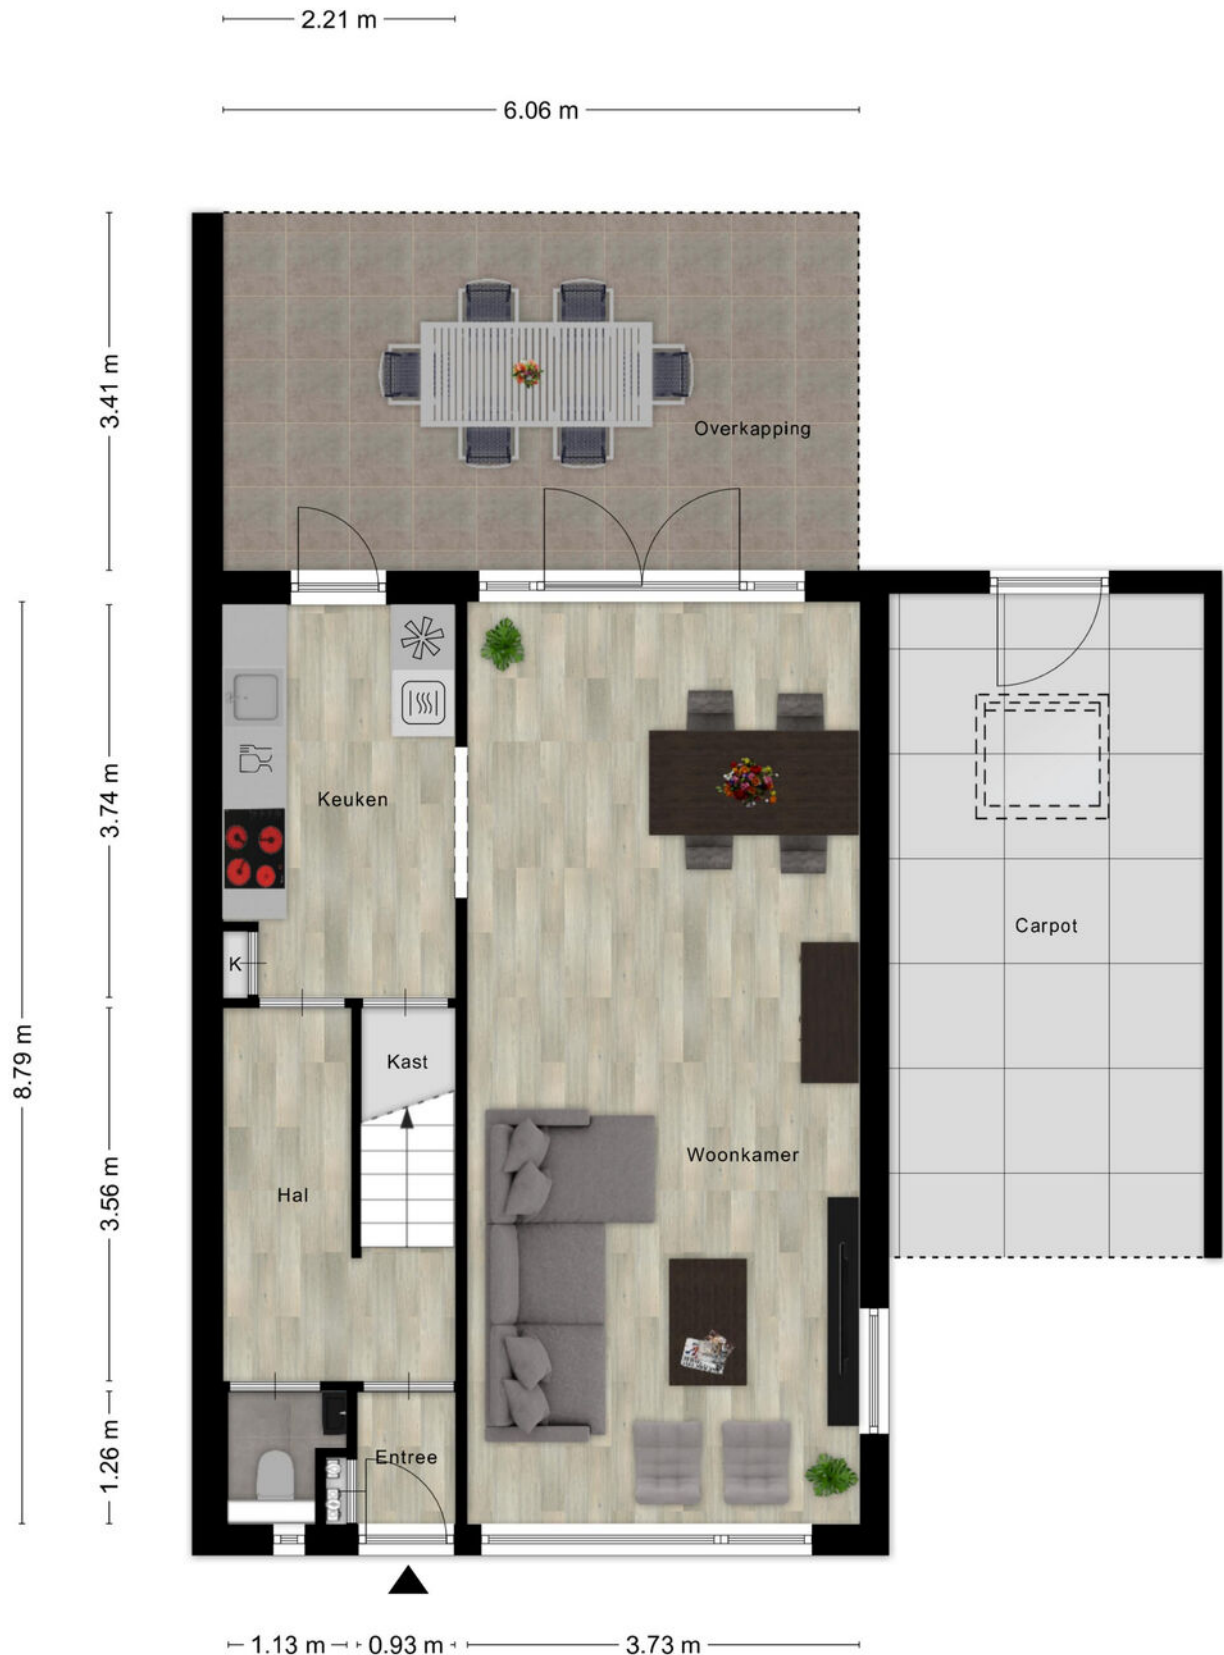 2.21 m
6.06 m
3.41 m
Overkapping
3.74 m
Keuken
Carpot
K
8.79 m
Kast
3.56 m
Woonkamer
Hal
1.26 m
Entree
1.13 m
0.93 m
3.73 m